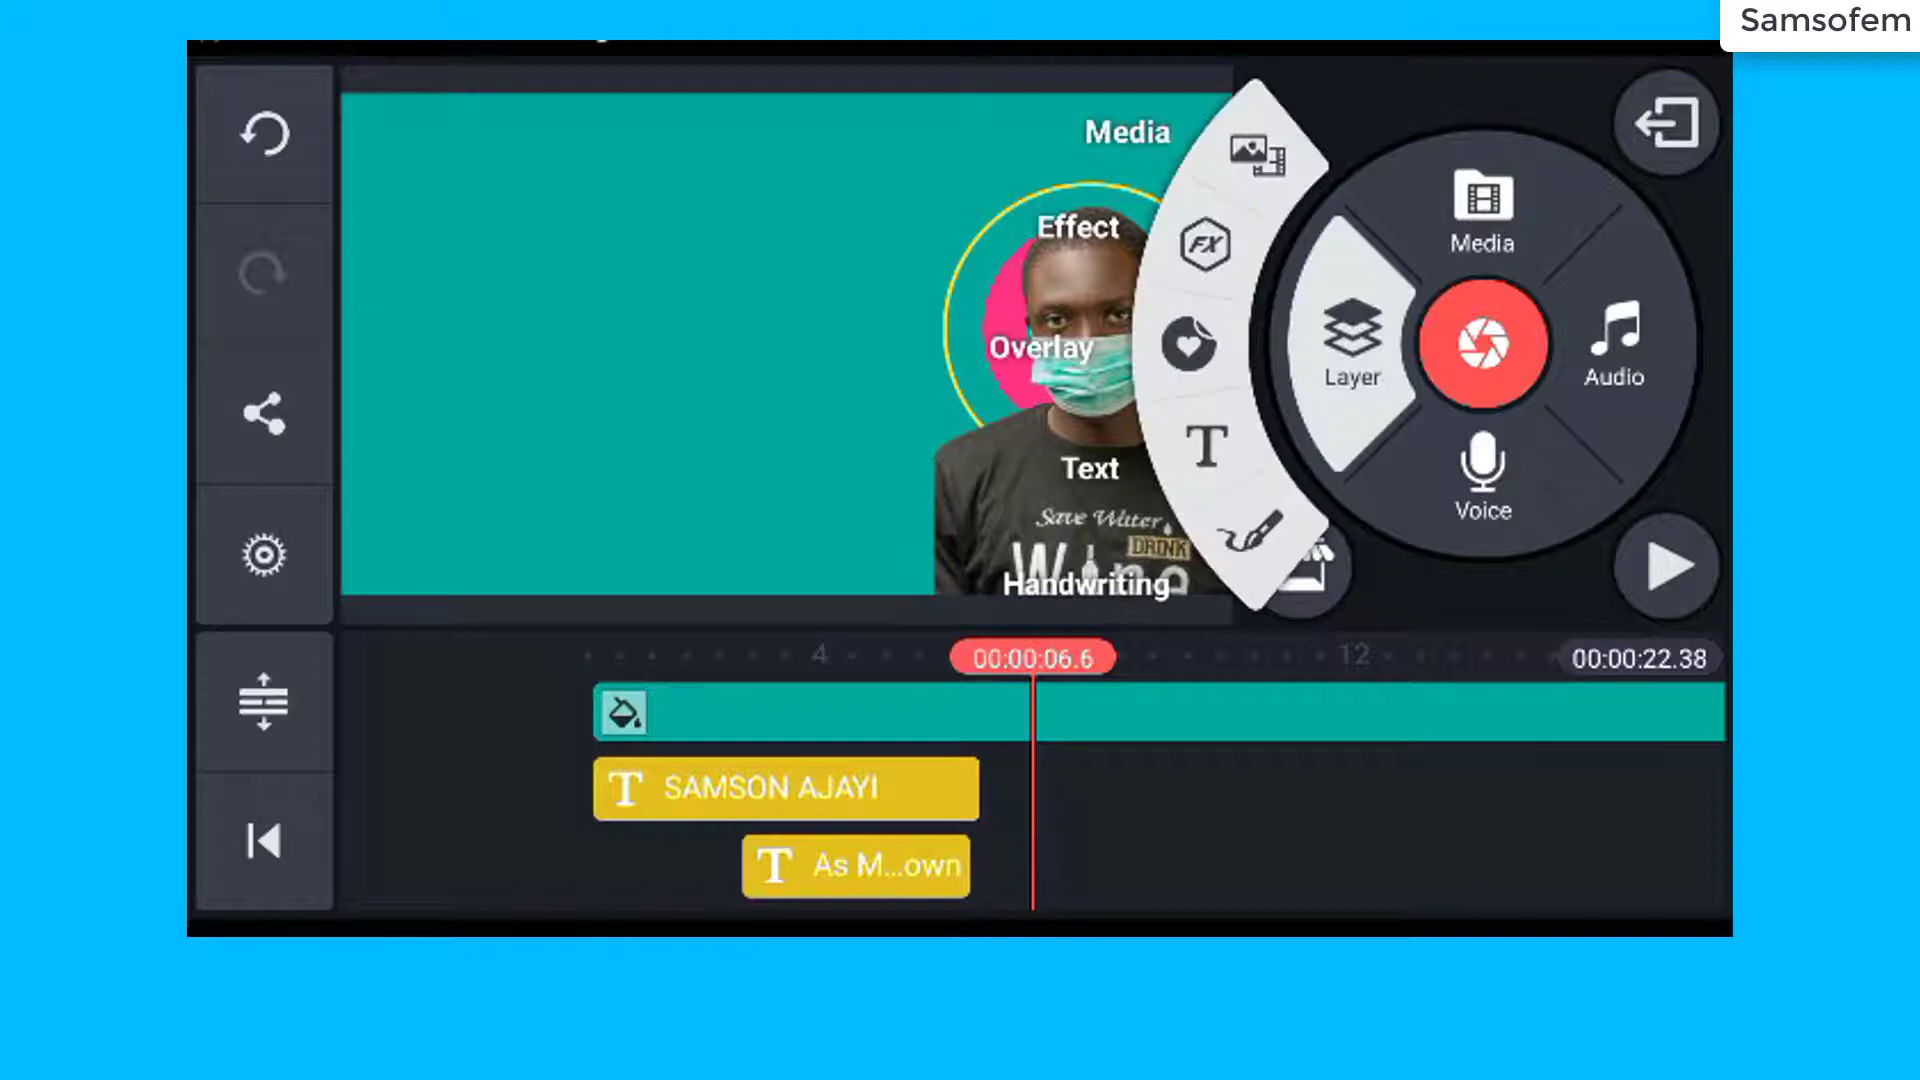 Samsofem
Media
Effect
Overlay
Text
Handwriting
Save Water
DRINK
Wine
Media
Layer
Audio
Voice
4
00:00:06.6
12
00:00:22.38
SAMSON AJAYI
As M...own